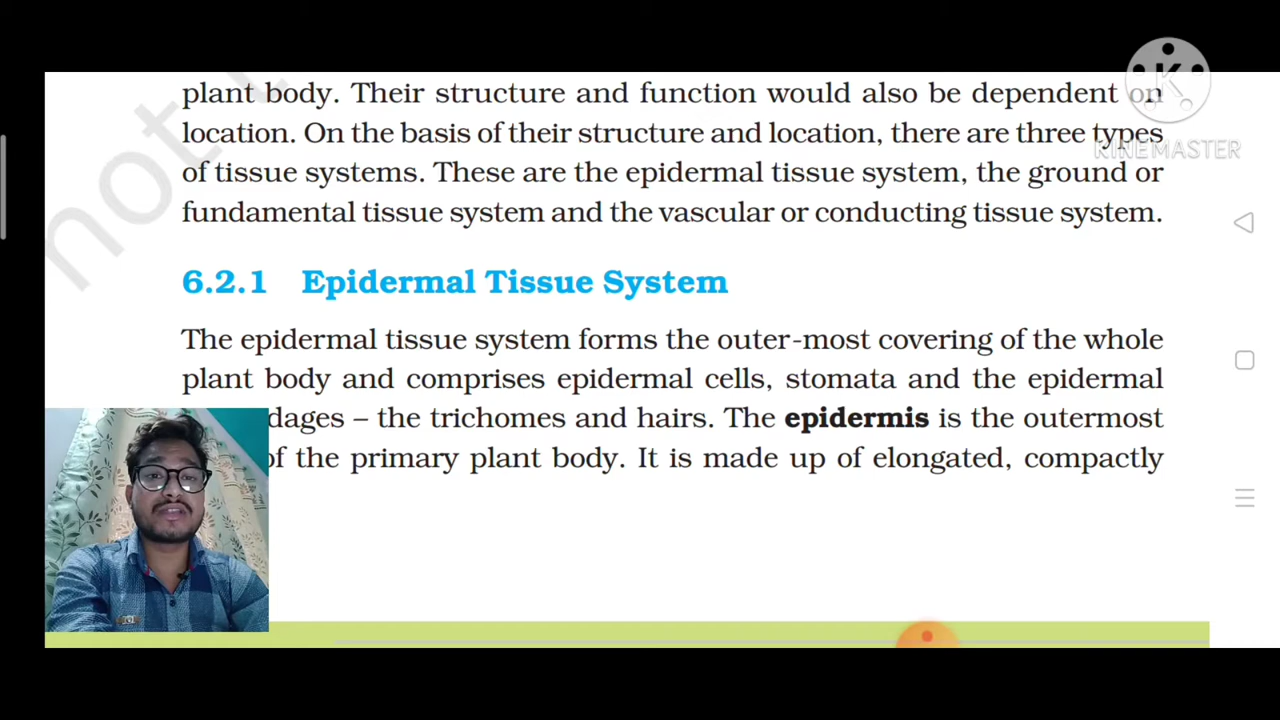 plant body. Their structure and function would also be dependent on
location. On the basis of their structure and location, there are three types
of tissue systems. These are the epidermal tissue system, the ground or
fundamental tissue system and the vascular or conducting tissue system.
6.2.1 Epidermal Tissue System
The epidermal tissue system forms the outer-most covering of the whole
plant body and comprises epidermal cells, stomata and the epidermal
dages – the trichomes and hairs. The epidermis is the outermost
of the primary plant body. It is made up of elongated, compactly
not
K
KINEMASTER